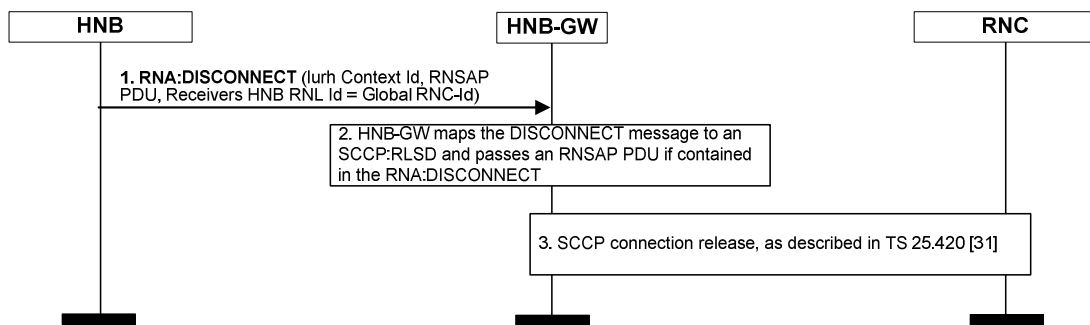 HNB
HNB-GW
RNC
1. RNA:DISCONNECT (Iurh Context Id, RNSAP
PDU, Receivers HNB RNL Id = Global RNC-Id)
2. HNB-GW maps the DISCONNECT message to an
SCCP:RLSD and passes an RNSAP PDU if contained
in the RNA:DISCONNECT
3. SCCP connection release, as described in TS 25.420 [31]